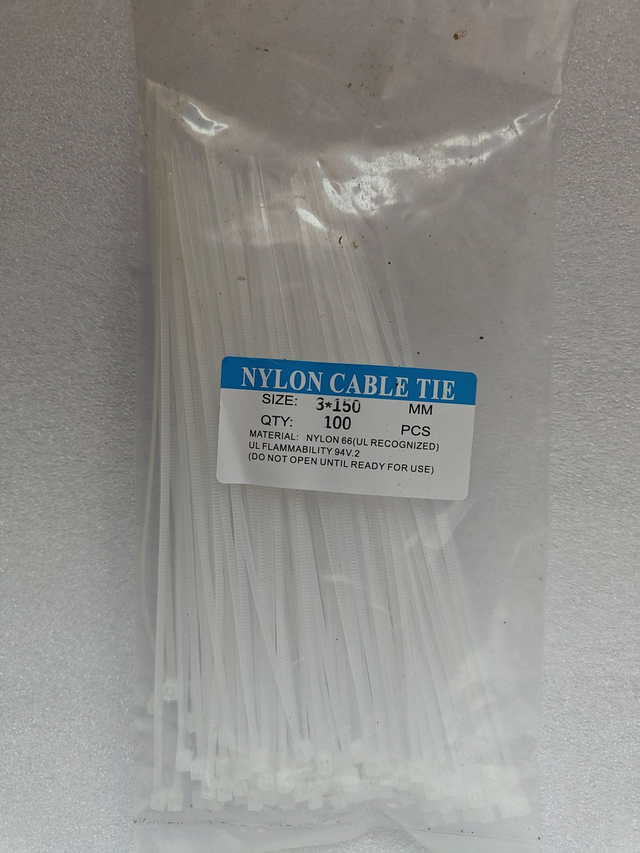 NYLON CABLE TIE
SIZE: 3*150 MM
QTY: 100 PCS
MATERIAL: NYLON 66(UL RECOGNIZED)
UL FLAMMABILITY 94V.2
(DO NOT OPEN UNTIL READY FOR USE)